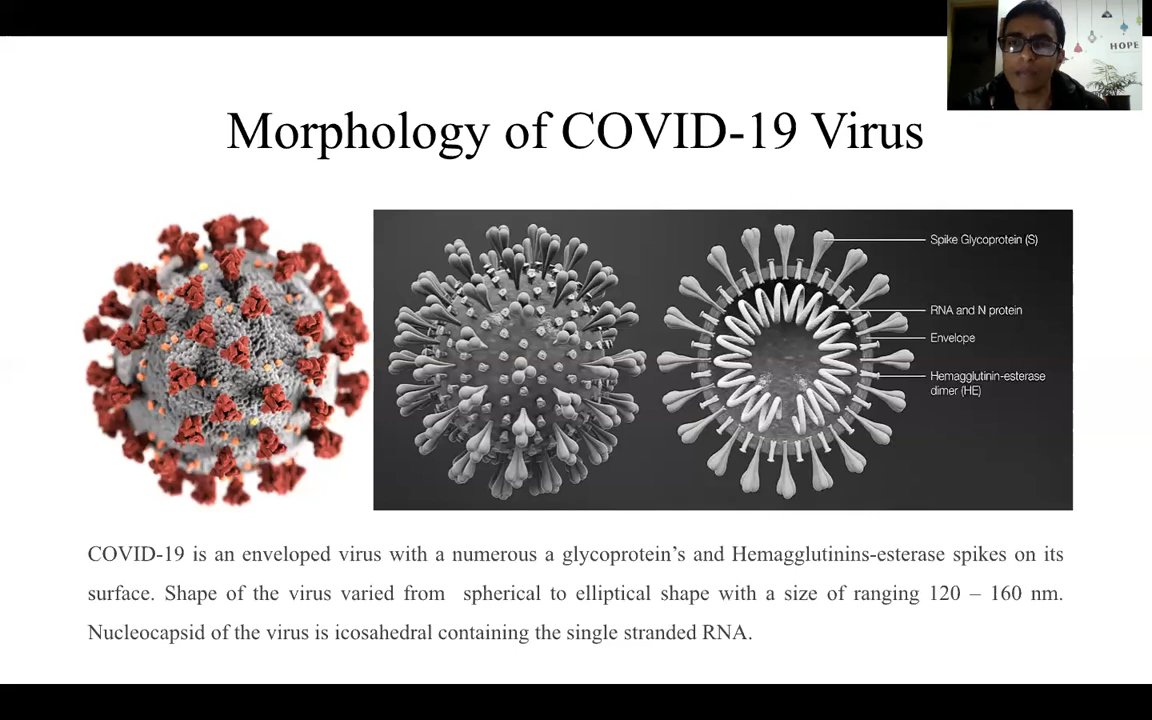 HOPE
Morphology of COVID-19 Virus
Spike Glycoprotein (S)
RNA and N protein
Envelope
Hemagglutinin-esterase
dimer (HE)
COVID-19 is an enveloped virus with a numerous a glycoprotein’s and Hemagglutinins-esterase spikes on its
surface. Shape of the virus varied from spherical to elliptical shape with a size of ranging 120 – 160 nm.
Nucleocapsid of the virus is icosahedral containing the single stranded RNA.